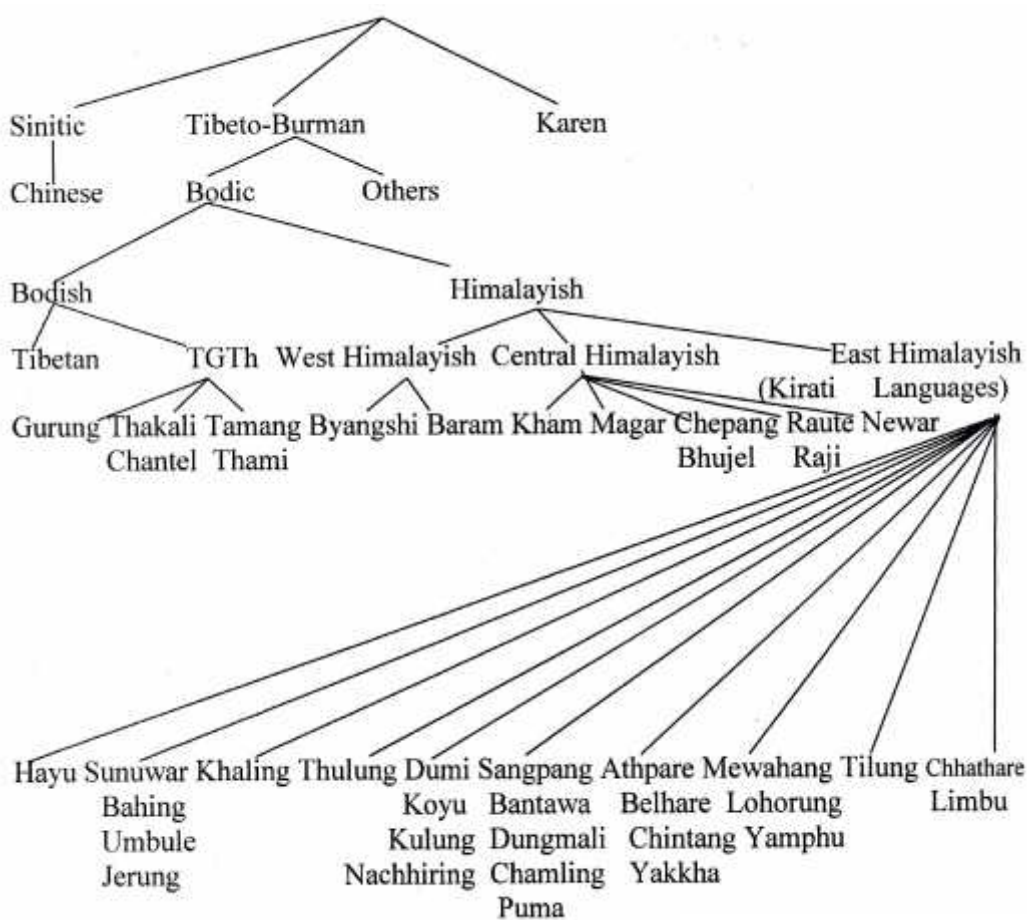 Sinitic Tibeto-Burman Karen
Chinese Bodic Others
Bodish Himalayish
Tibetan TGTh West Himalayish Central Himalayish East Himalayish
(Kirati Languages)
Gurung Thakali Tamang Byangshi Baram Kham Magar Chepang Raute Newar
Chantel Thami Bhujel Raji
Hayu Sunuwar Khaling Thulung Dumi Sangpang Athpare Mewahang Tilung Chhathare
Bahing Koyu Bantawa Belhare Lohorung Limbu
Umbule Kulung Dungmali Chintang Yamphu
Jerung Nachhiring Chamling Yakkha
Puma